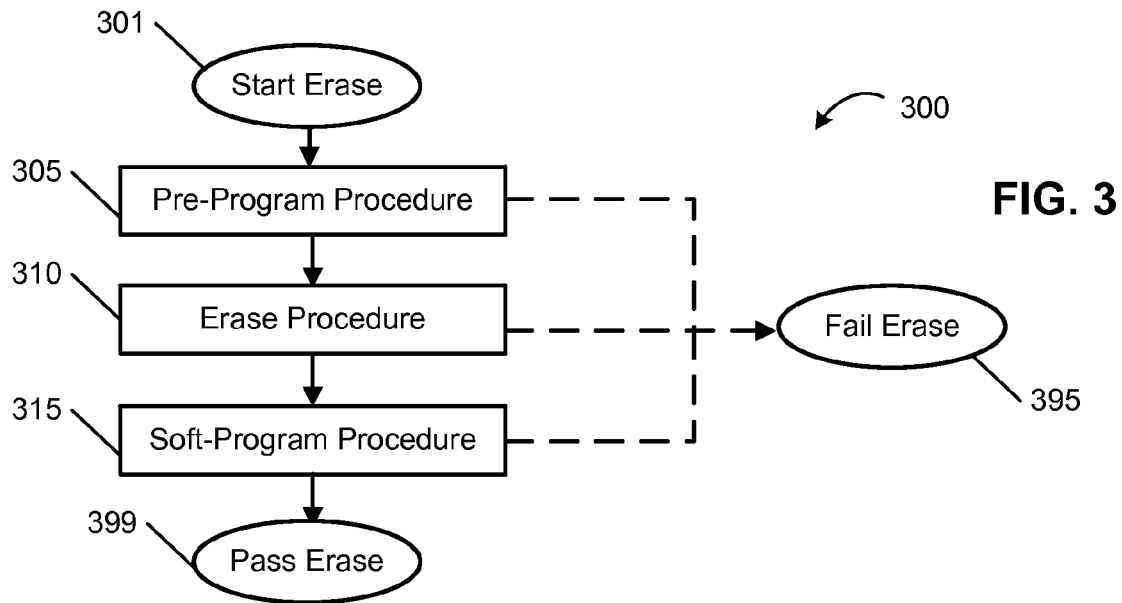 301
Start Erase
300
305
Pre-Program Procedure
FIG. 3
310
Erase Procedure
Fail Erase
395
315
Soft-Program Procedure
399
Pass Erase